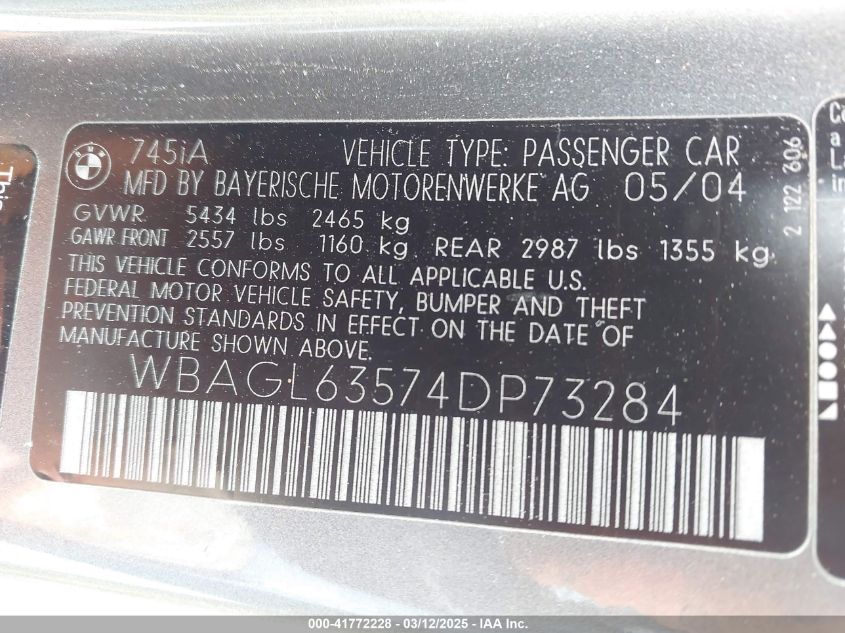 745iA VEHICLE TYPE: PASSENGER CAR
MFD BY BAYERISCHE MOTORENWERKE AG 05/04
GVWR 5434 lbs 2465 kg
GAWR FRONT 2557 lbs 1160 kg REAR 2987 lbs 1355 kg
THIS VEHICLE CONFORMS TO ALL APPLICABLE U.S.
FEDERAL MOTOR VEHICLE SAFETY, BUMPER AND THEFT
PREVENTION STANDARDS IN EFFECT ON THE DATE OF
MANUFACTURE SHOWN ABOVE.
WBAGL63574DP73284
2 122 606
This
a
000-41772228 - 03/12/2025 - IAA Inc.